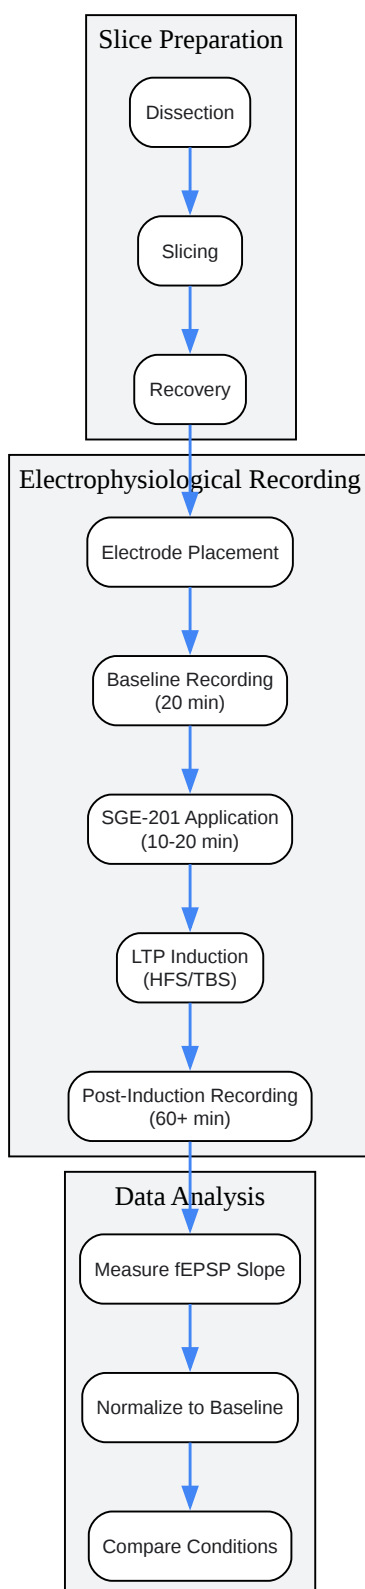 Slice Preparation
Dissection
Slicing
Recovery
Electrophysiological Recording
Electrode Placement
Baseline Recording
(20 min)
SGE-201 Application
(10-20 min)
LTP Induction
(HFS/TBS)
Post-Induction Recording
(60+ min)
Data Analysis
Measure fEPSP Slope
Normalize to Baseline
Compare Conditions